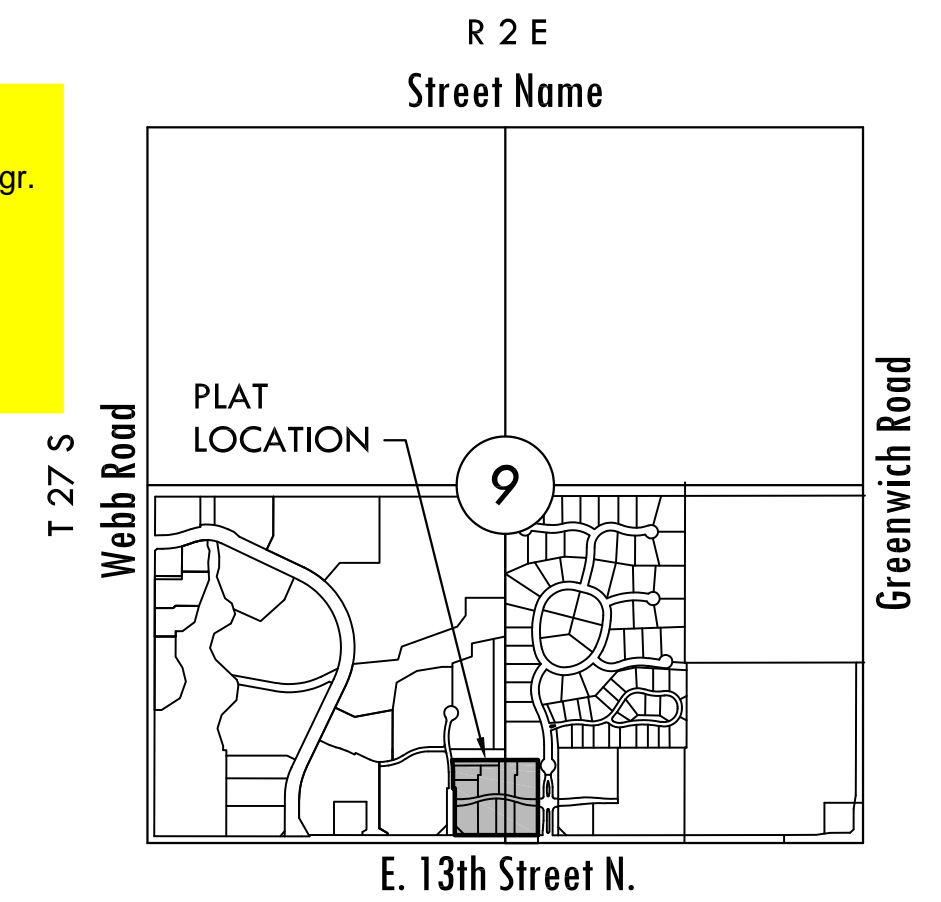 R 2 E
Street Name
gr.
PLAT
LOCATION
9
T 27 S
Webb Road
Greenwich Road
E. 13th Street N.